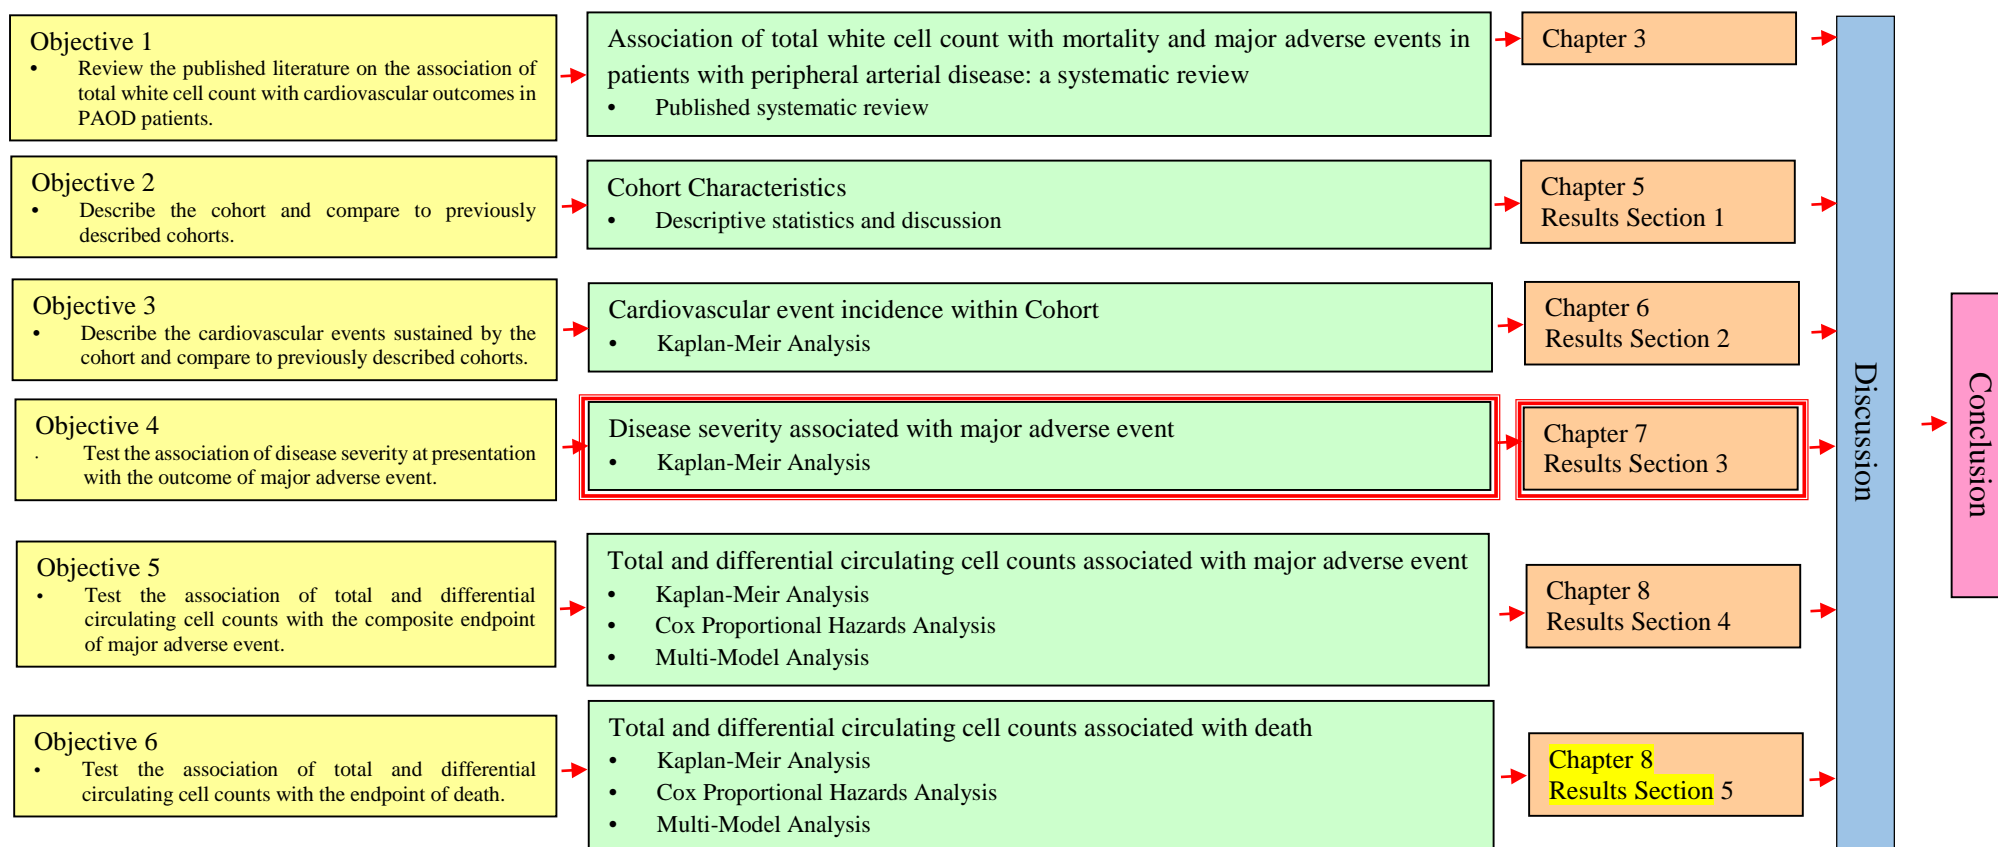 Objective 1
• Review the published literature on the association of
total white cell count with cardiovascular outcomes in
PAOD patients.
Association of total white cell count with mortality and major adverse events in
patients with peripheral arterial disease: a systematic review
• Published systematic review
Chapter 3
Objective 2
• Describe the cohort and compare to previously
described cohorts.
Cohort Characteristics
• Descriptive statistics and discussion
Chapter 5
Results Section 1
Objective 3
• Describe the cardiovascular events sustained by the
cohort and compare to previously described cohorts.
Cardiovascular event incidence within Cohort
• Kaplan-Meir Analysis
Chapter 6
Results Section 2
Objective 4
. Test the association of disease severity at presentation
with the outcome of major adverse event.
Disease severity associated with major adverse event
• Kaplan-Meir Analysis
Chapter 7
Results Section 3
Objective 5
• Test the association of total and differential
circulating cell counts with the composite endpoint
of major adverse event.
Total and differential circulating cell counts associated with major adverse event
• Kaplan-Meir Analysis
• Cox Proportional Hazards Analysis
• Multi-Model Analysis
Chapter 8
Results Section 4
Objective 6
• Test the association of total and differential
circulating cell counts with the endpoint of death.
Total and differential circulating cell counts associated with death
• Kaplan-Meir Analysis
• Cox Proportional Hazards Analysis
• Multi-Model Analysis
Chapter 8
Results Section 5
Discussion
Conclusion